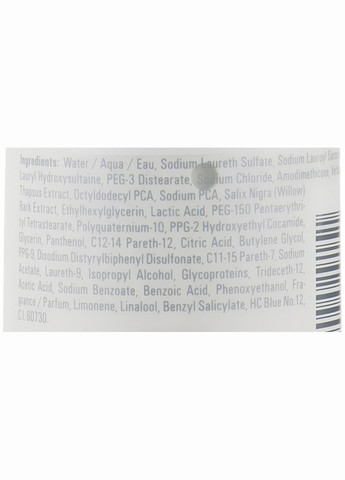 Ingredients: Water / Aqua / Eau, Sodium Laureth Sulfate, Sodium Lauroyl
Lauryl Hydroxysultaine, PEG-3 Distearate, Sodium Chloride, Amodimethicone,
Thapsus Extract, Octyldodecyl PCA, Sodium PCA, Salix Nigra (Willow)
Bark Extract, Ethylhexylglycerin, Lactic Acid, PEG-150 Pentaerythri-
tyl Tetrastearate, Polyquaternium-10, PPG-2 Hydroxyethyl Cocamide,
Glycerin, Panthenol, C12-14 Pareth-12, Citric Acid, Butylene Glycol,
PPG-9, Disodium Distyrylbiphenyl Disulfonate, C11-15 Pareth-7, Sodium
Acetate, Laureth-9, Isopropyl Alcohol, Glycoproteins, Trideceth-12,
Acetic Acid, Sodium Benzoate, Benzoic Acid, Phenoxyethanol, Fra-
grance / Parfum, Limonene, Linalool, Benzyl Salicylate, HC Blue No.12,
C.I. 60730.